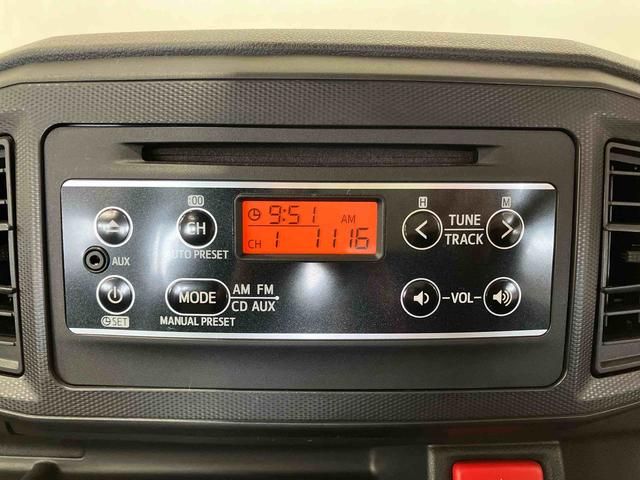 :00
CH
AUTO PRESET
AUX
SET
MODE
AM FM
CD AUX
MANUAL PRESET
9:51
AM
CH 1 1116
H
M
<
TUNE
TRACK
>
-VOL-